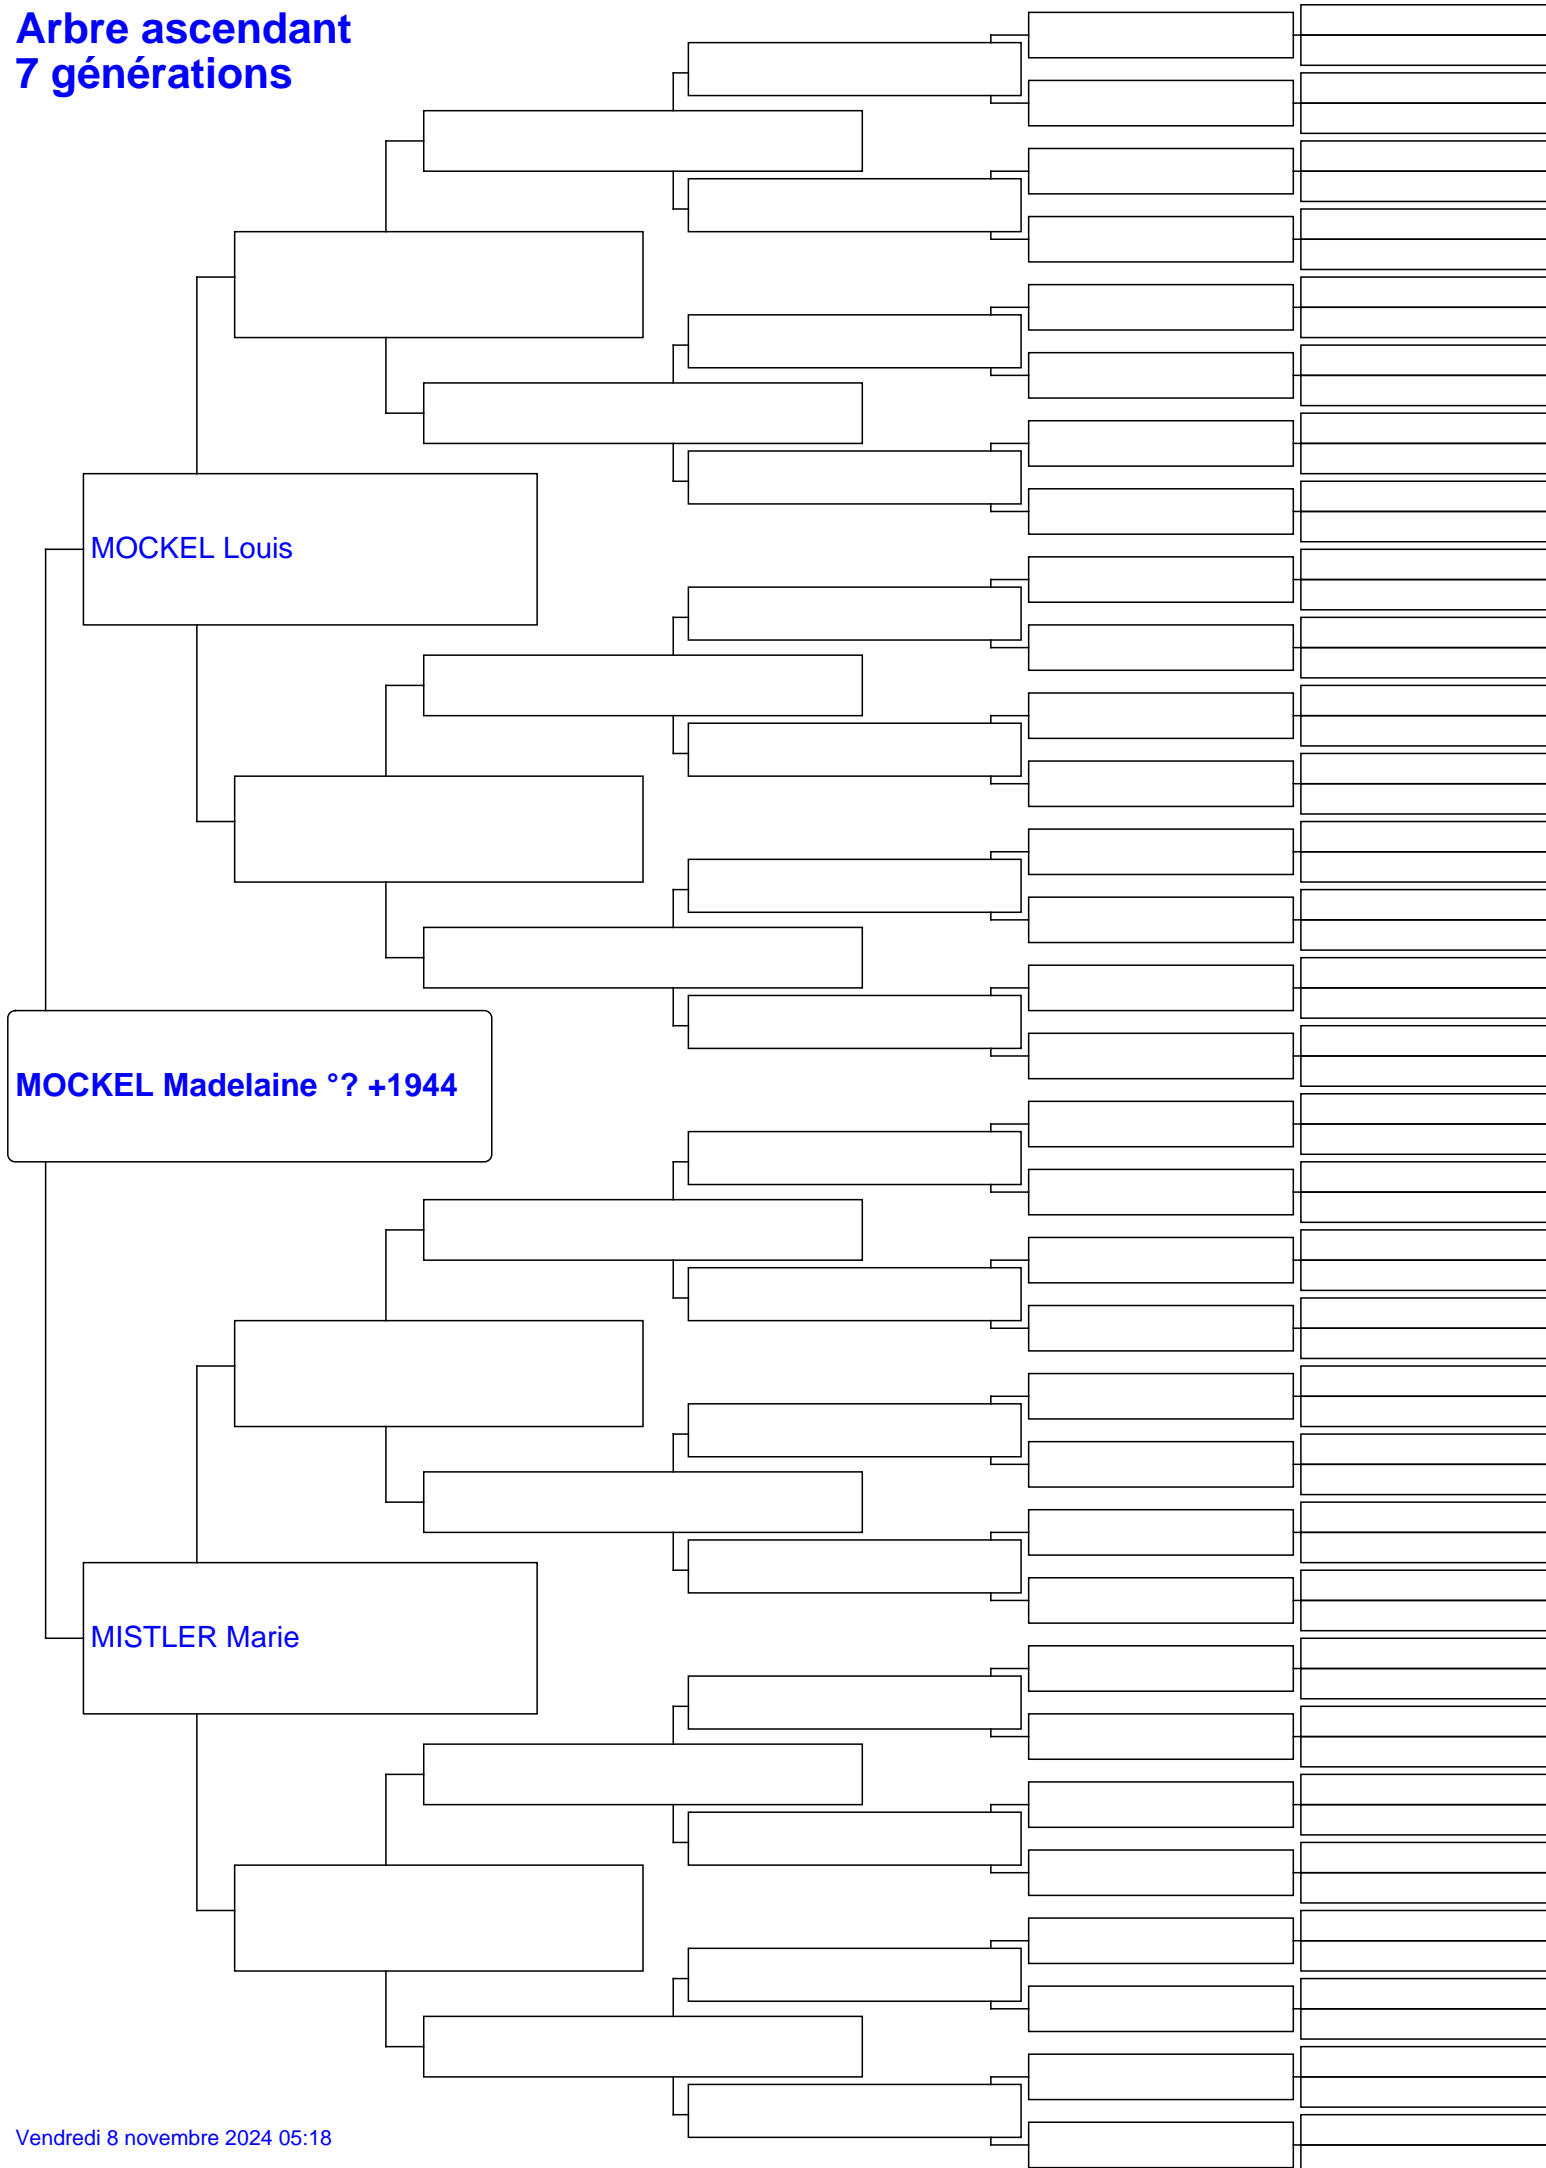 Arbre ascendant
7 générations
MOCKEL Louis
MOCKEL Madelaine °? +1944
MISTLER Marie
Vendredi 8 novembre 2024 05:18